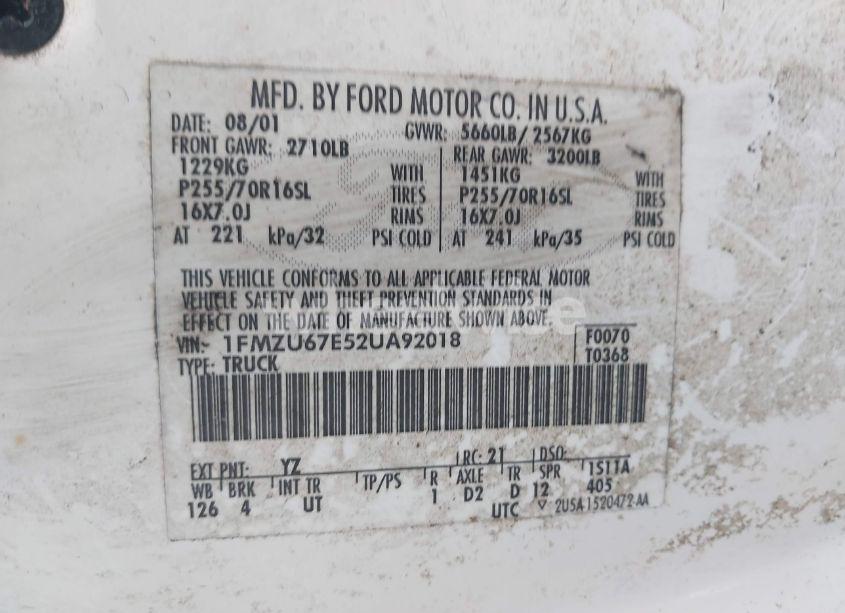 MFD. BY FORD MOTOR CO. IN U.S.A.
DATE: 08/01 GVWR: 5660LB/ 2567KG
FRONT GAWR: 2710LB REAR GAWR: 3200LB
1229KG WITH 1451KG WITH
P255/70R16SL TIRES P255/70R16SL TIRES
16X7.0J RIMS 16X7.0J RIMS
AT 221 kPa/32 PSI COLD AT 241 kPa/35 PSI COLD
THIS VEHICLE CONFORMS TO ALL APPLICABLE FEDERAL MOTOR
VEHICLE SAFETY AND THEFT PREVENTION STANDARDS IN
EFFECT ON THE DATE OF MANUFACTURE SHOWN ABOVE.
VIN: 1FMZU67E52UA92018 F0070
TYPE: TRUCK T0368
EXT PNT: YZ RC: 21 DSO:
WB BRK INT TR TP/PS R AXLE TR SPR 1S11A
126 4 UT 1 D2 D 12 405
UTC 2U5A1520472-AA